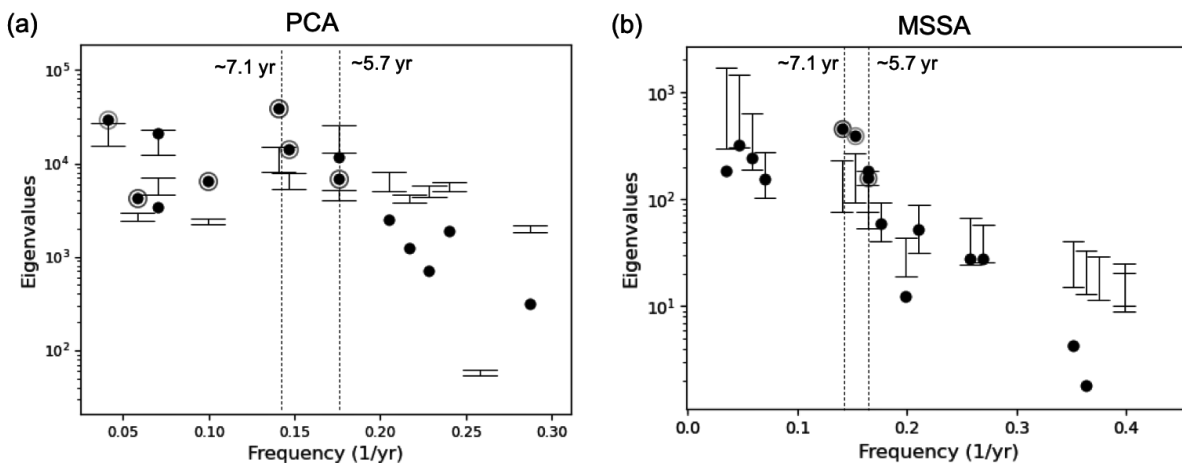 (a)
PCA
~7.1 yr
~5.7 yr
10^5
10^4
10^3
10^2
Eigenvalues
0.05
0.10
0.15
0.20
0.25
0.30
Frequency (1/yr)
(b)
MSSA
~7.1 yr
~5.7 yr
10^3
10^2
10^1
Eigenvalues
0.0
0.1
0.2
0.3
0.4
Frequency (1/yr)